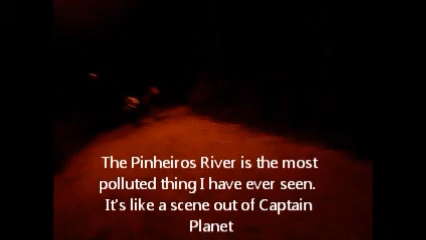 The Pinheiros River is the most
polluted thing I have ever seen.
It's like a scene out of Captain
Planet